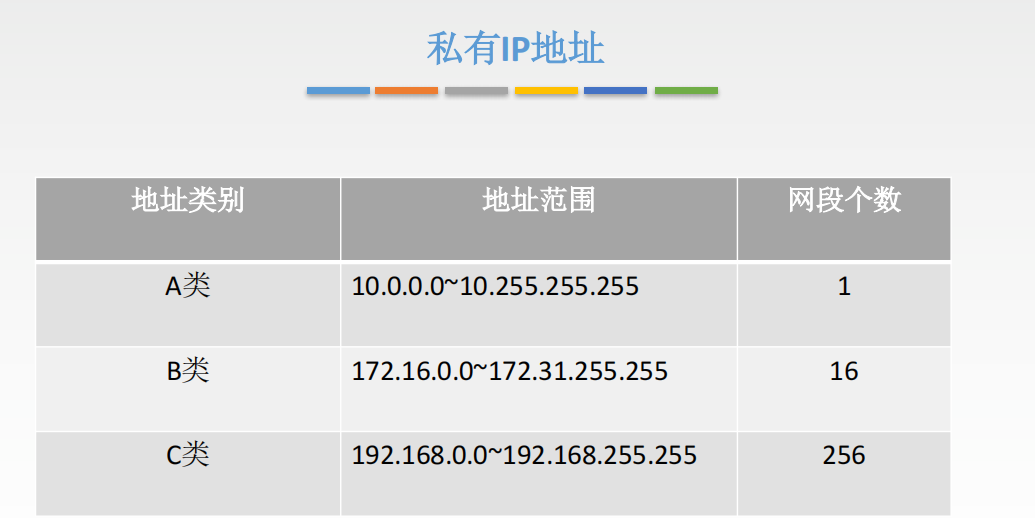 私有IP地址
地址类别 地址范围 网段个数
A类 10.0.0.0~10.255.255.255 1
B类 172.16.0.0~172.31.255.255 16
C类 192.168.0.0~192.168.255.255 256